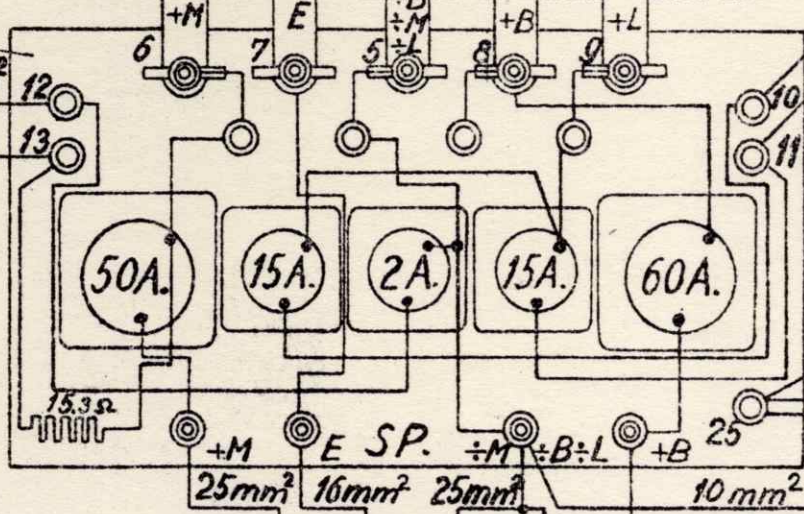 +M E ÷B +B +L
÷M
÷L
6 7 5 8 9
12 10
13 11
50A. 15A. 2A. 15A. 60A.
15.3 Ω
+M E SP. ÷M ÷B÷L +B 25
25mm² 16mm² 25mm² 10mm²